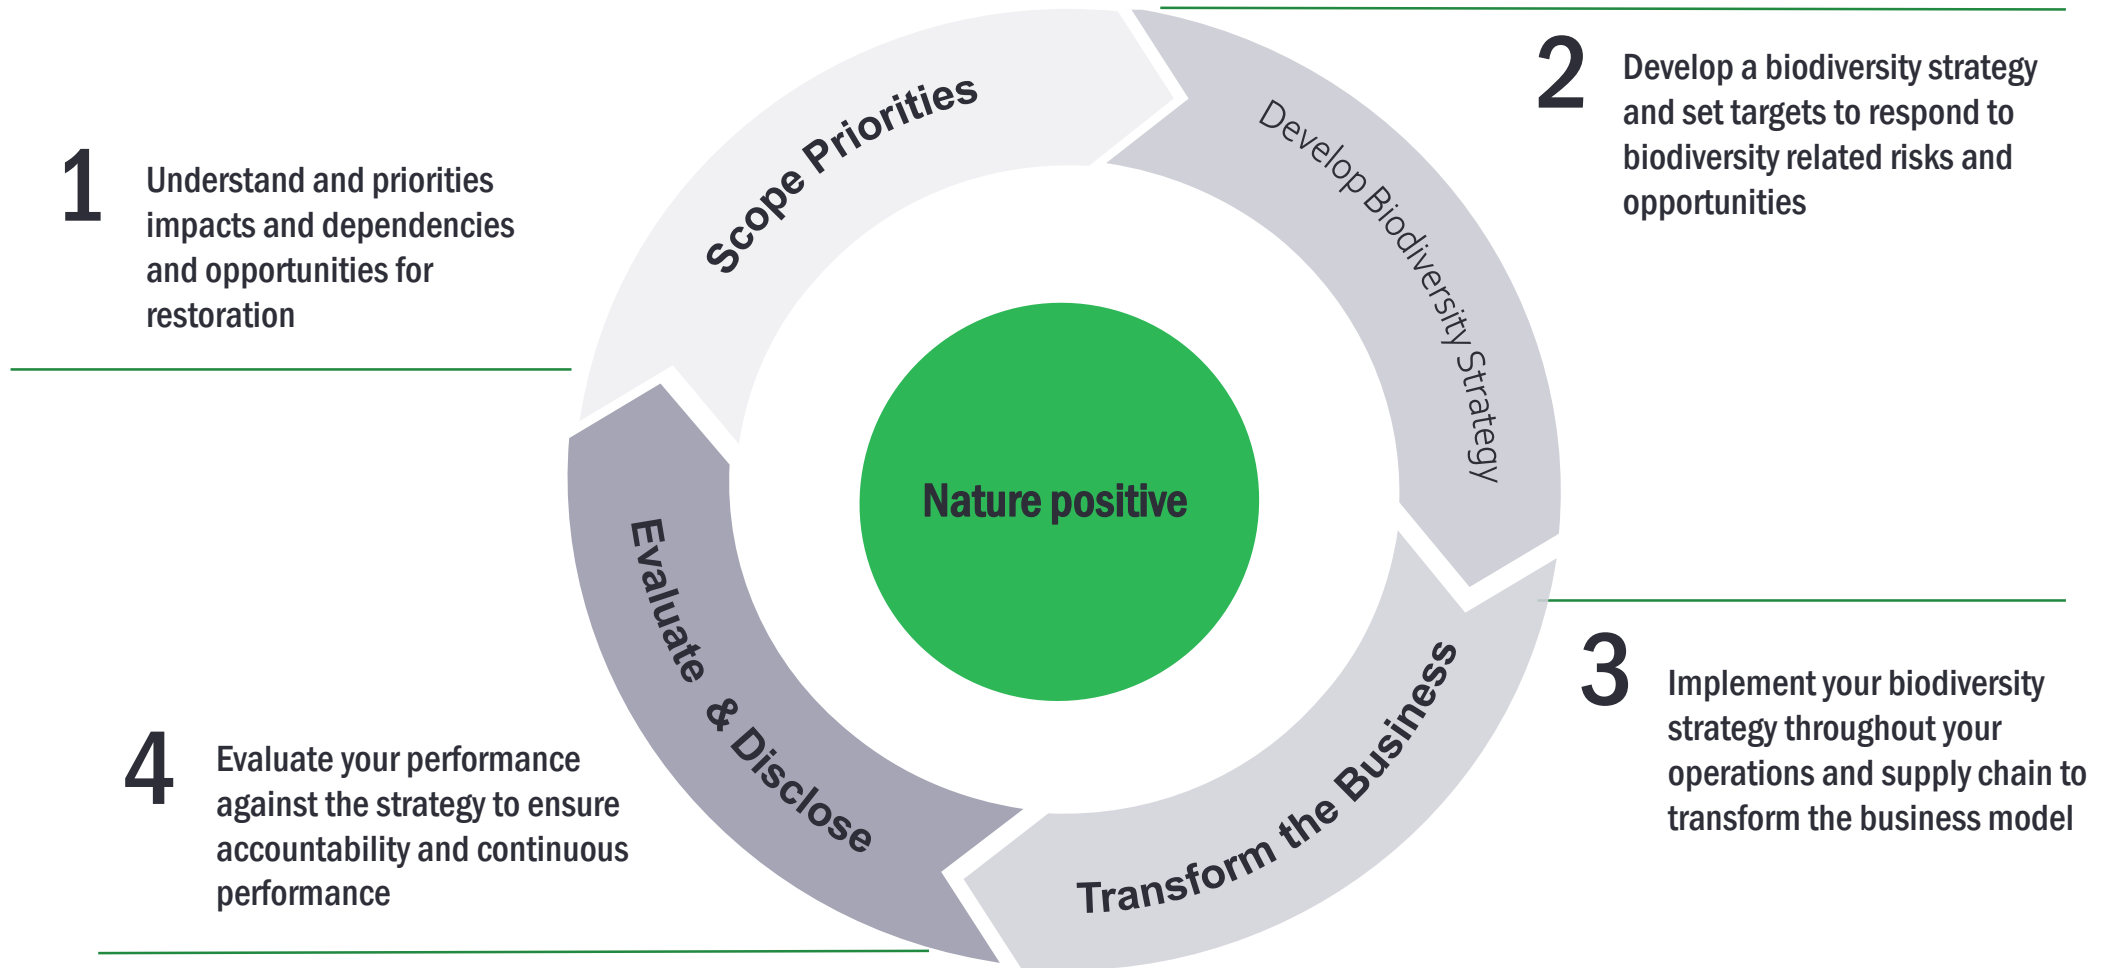 1
Understand and priorities
impacts and dependencies
and opportunities for
restoration
Scope Priorities
2
Develop a biodiversity strategy
and set targets to respond to
biodiversity related risks and
opportunities
Develop Biodiversity Strategy
Nature positive
3
Implement your biodiversity
strategy throughout your
operations and supply chain to
transform the business model
Transform the Business
4
Evaluate your performance
against the strategy to ensure
accountability and continuous
performance
Evaluate & Disclose